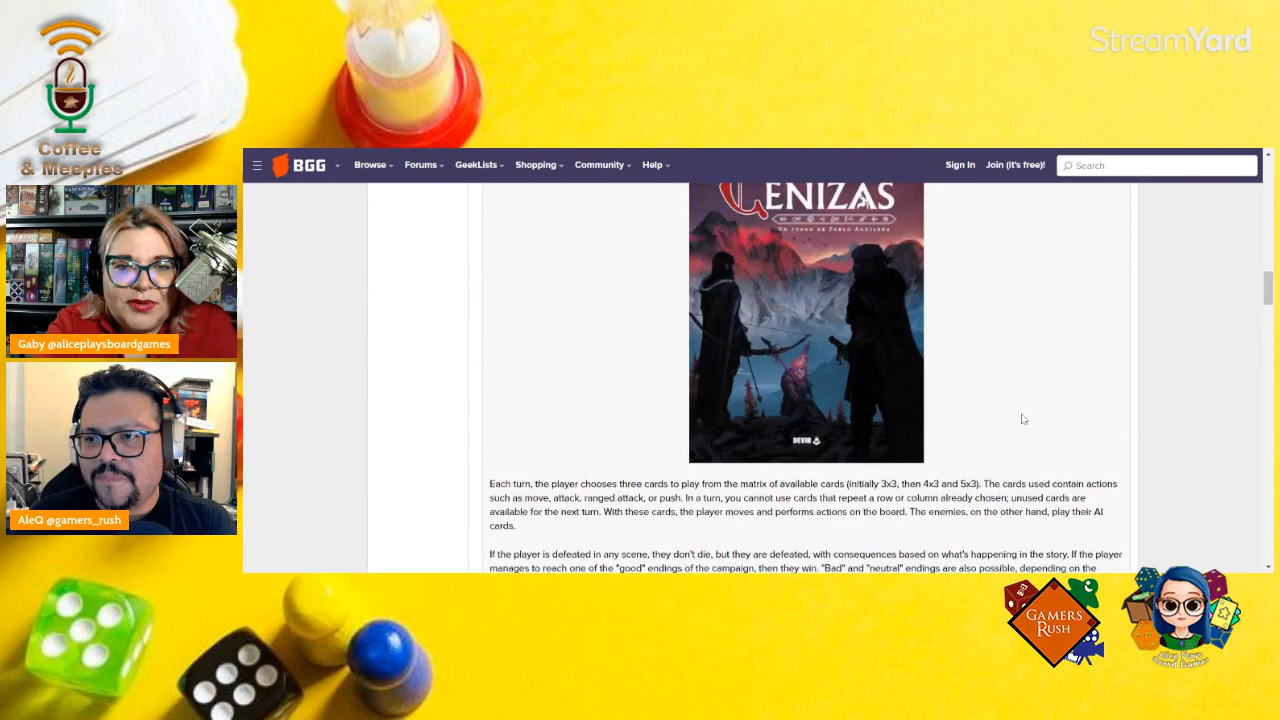 StreamYard
Coffee
& Meeples
BGG
Browse Forums GeekLists Shopping Community Help
Sign In Join (it's free)! Search
CENIZAS
UN JUEGO DE PABLO AGUILERA
DEVIR
Gaby @aliceplaysboardgames
AleQ @gamers_rush
Each turn, the player chooses three cards to play from the matrix of available cards (initially 3x3, then 4x3 and 5x3). The cards used contain actions
such as move, attack, ranged attack, or push. In a turn, you cannot use cards that repeat a row or column already chosen; unused cards are
available for the next turn. With these cards, the player moves and performs actions on the board. The enemies, on the other hand, play their AI
cards.
If the player is defeated in any scene, they don't die, but they are defeated, with consequences based on what's happening in the story. If the player
manages to reach one of the "good" endings of the campaign, then they win. "Bad" and "neutral" endings are also possible, depending on the
GAMERS
RUSH
Alice Plays
Board Games